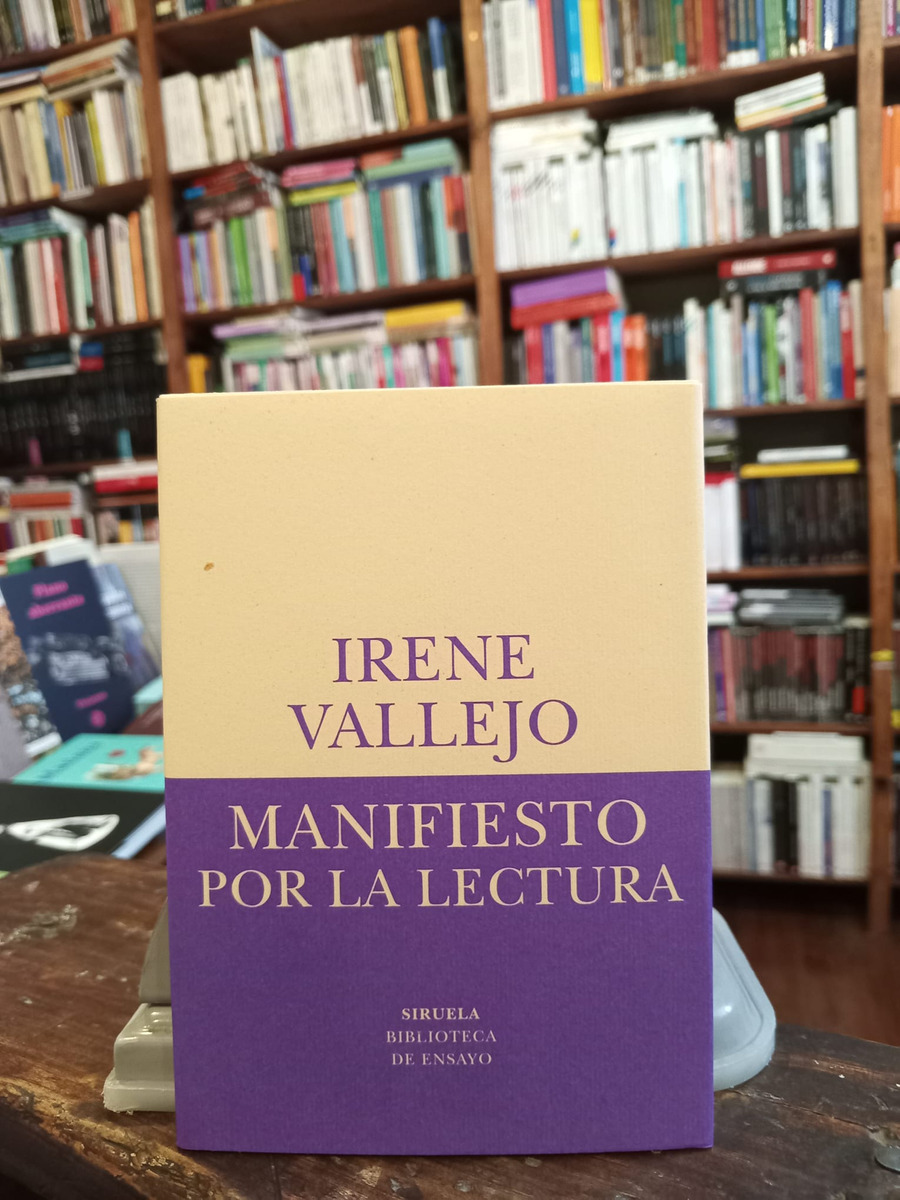 IRENE
VALLEJO
MANIFIESTO
POR LA LECTURA
SIRUELA
BIBLIOTECA
DE ENSAYO